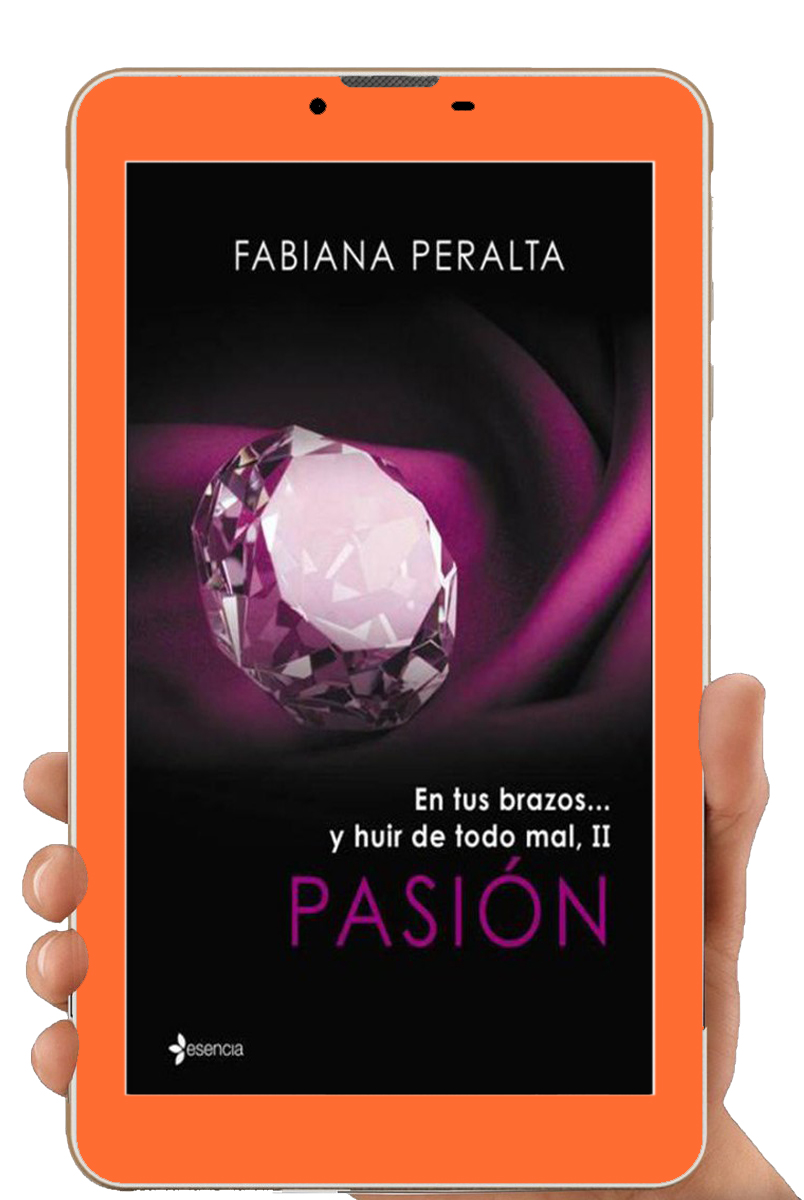 FABIANA PERALTA
En tus brazos...
y huir de todo mal, II
PASIÓN
esencia